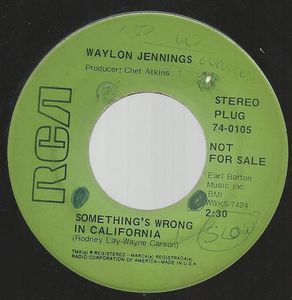 WAYLON JENNINGS
Producer: Chet Atkins
RCA
STEREO
PLUG
74-0105
NOT
FOR SALE
Earl Barton
Music Inc.
BMI
WWKS-7424
2:30
SLOW
SOMETHING'S WRONG
IN CALIFORNIA
(Rodney Lay-Wayne Carson)
TMK(s) ® REGISTERED - MARCA(s) REGISTRADA(s)
RADIO CORPORATION OF AMERICA-MADE IN U.S.A.